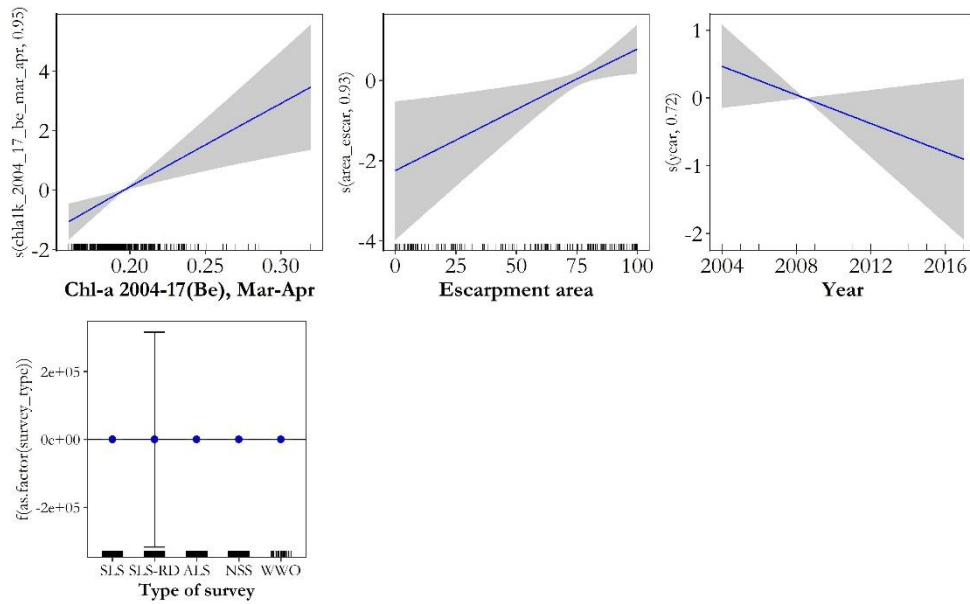 s(chla1k_2004_17_be_mar_apr, 0.95)
4
2
0
-2
0.20 0.25 0.30
Chl-a 2004-17(Be), Mar-Apr
s(area_escar, 0.93)
0
-2
-4
0 25 50 75 100
Escarpment area
s(year, 0.72)
1
0
-1
-2
2004 2008 2012 2016
Year
f(as.factor(survey_type))
2e+05
0e+00
-2e+05
SLS SLS-RD ALS NSS WWO
Type of survey